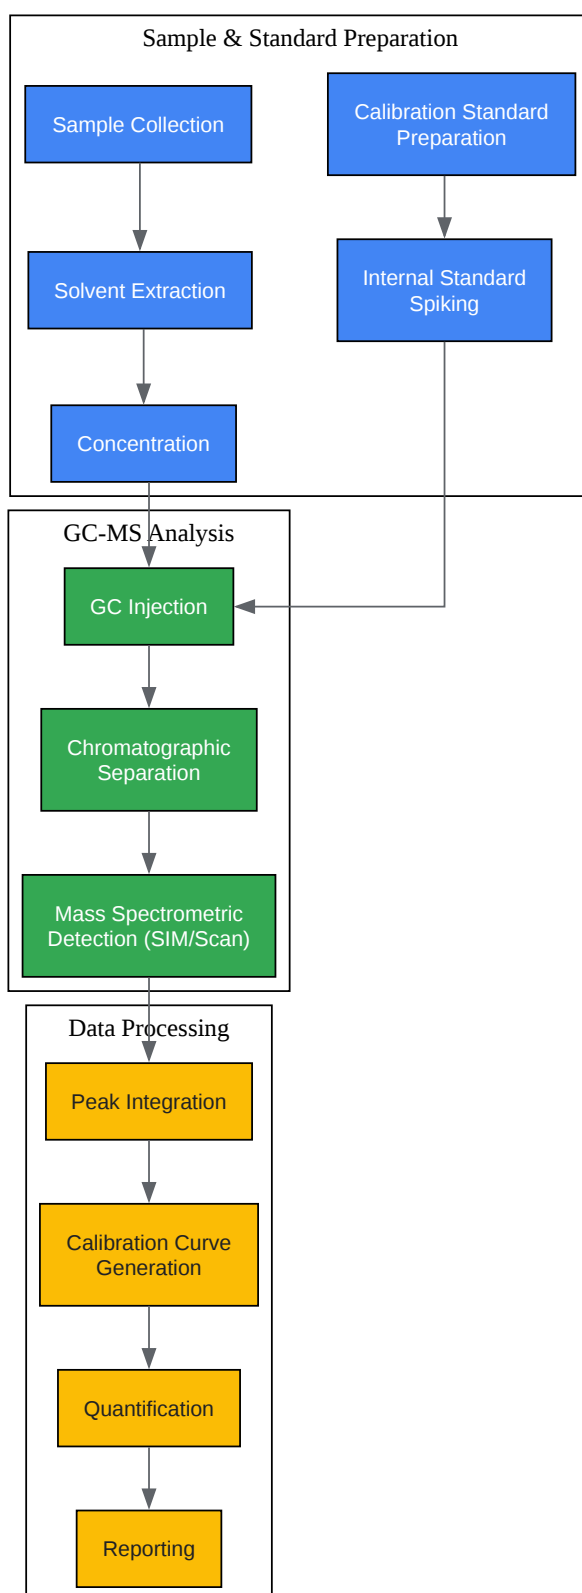 Sample & Standard Preparation
Sample Collection
Calibration Standard
Preparation
Solvent Extraction
Internal Standard
Spiking
Concentration
GC-MS Analysis
GC Injection
Chromatographic
Separation
Mass Spectrometric
Detection (SIM/Scan)
Data Processing
Peak Integration
Calibration Curve
Generation
Quantification
Reporting